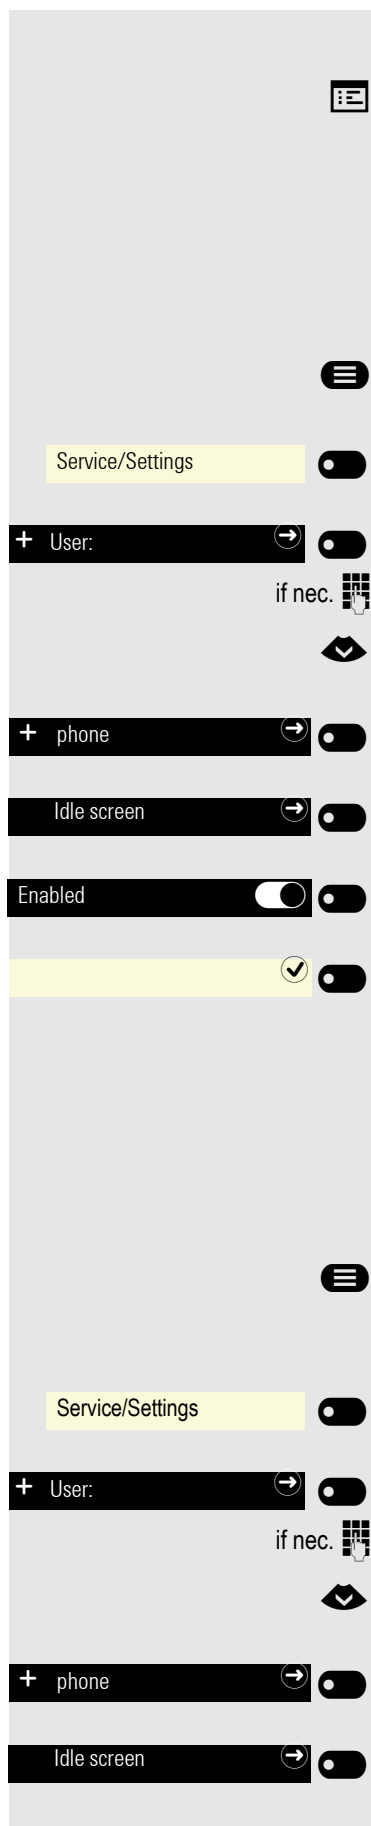 Service/Settings
+ User:
if nec.
+ phone
Idle screen
Enabled
Service/Settings
+ User:
if nec.
+ phone
Idle screen